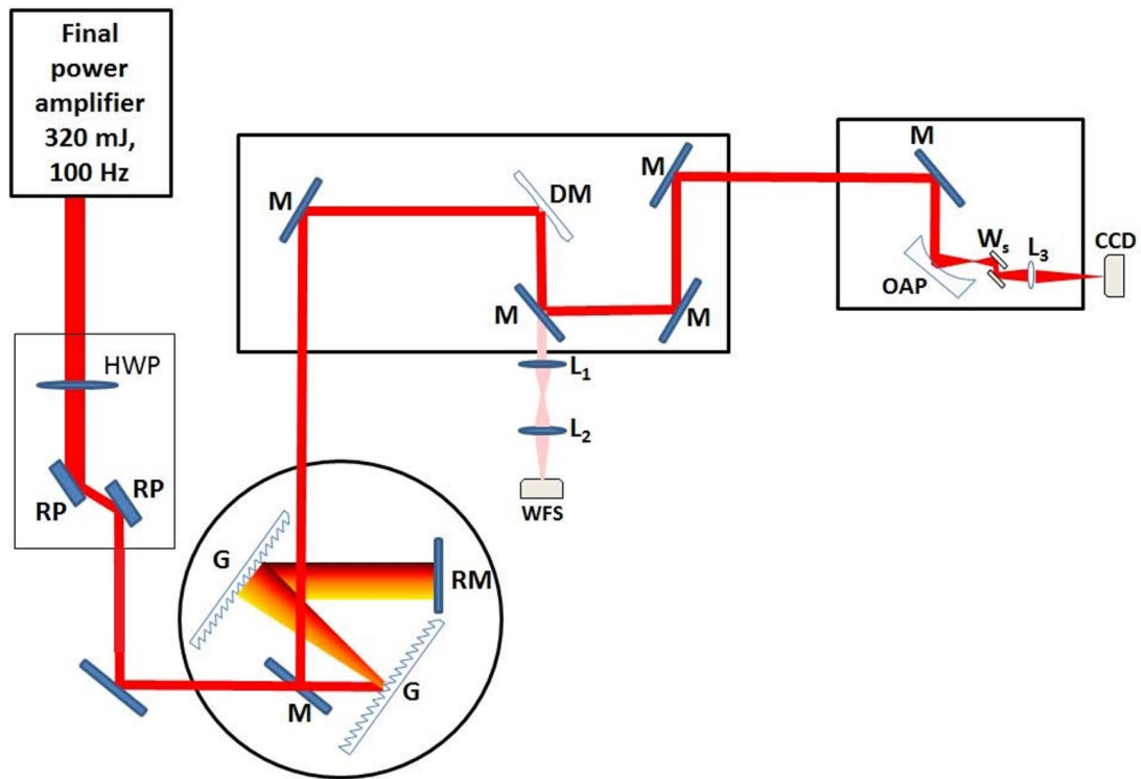 Final
power
amplifier
320 mJ,
100 Hz
HWP
RP
RP
M
DM
M
M
M
L1
L2
WFS
M
OAP
Ws
L3
CCD
G
RM
G
M